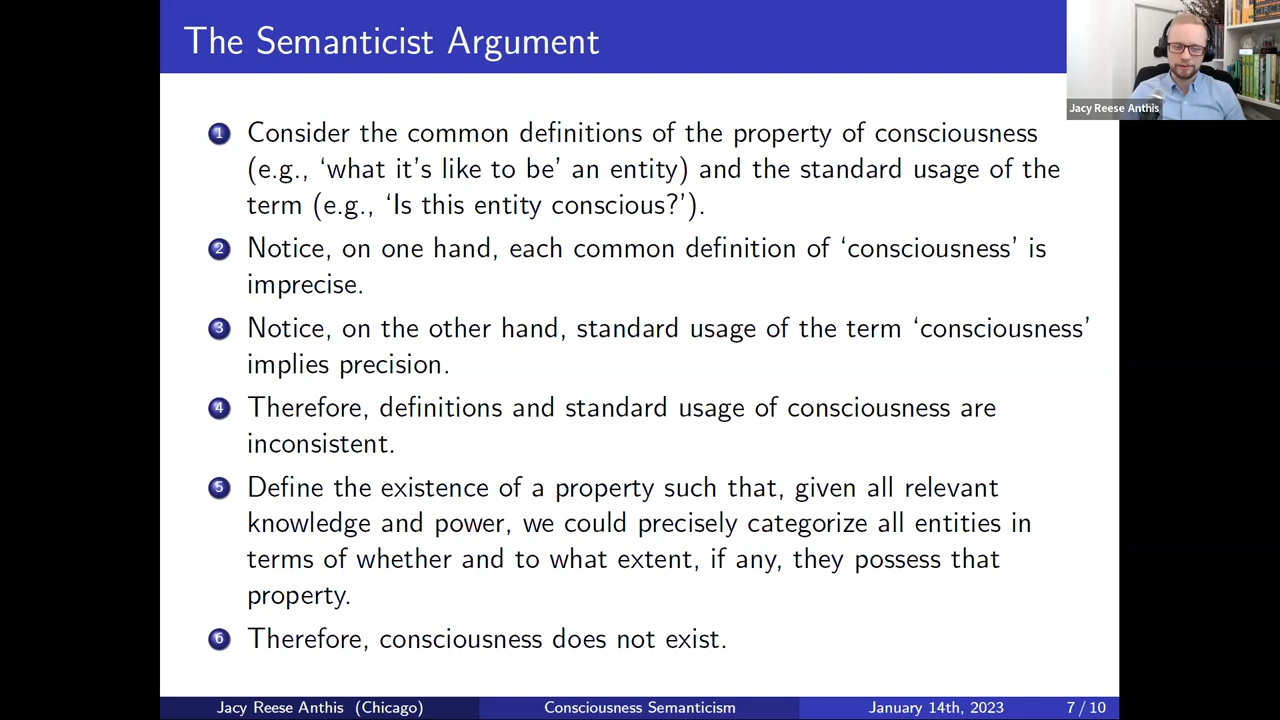 The Semanticist Argument
Jacy Reese Anthis
1 Consider the common definitions of the property of consciousness
(e.g., ‘what it’s like to be’ an entity) and the standard usage of the
term (e.g., ‘Is this entity conscious?’).
2 Notice, on one hand, each common definition of ‘consciousness’ is
imprecise.
3 Notice, on the other hand, standard usage of the term ‘consciousness’
implies precision.
4 Therefore, definitions and standard usage of consciousness are
inconsistent.
5 Define the existence of a property such that, given all relevant
knowledge and power, we could precisely categorize all entities in
terms of whether and to what extent, if any, they possess that
property.
6 Therefore, consciousness does not exist.
Jacy Reese Anthis (Chicago) Consciousness Semanticism January 14th, 2023 7 / 10